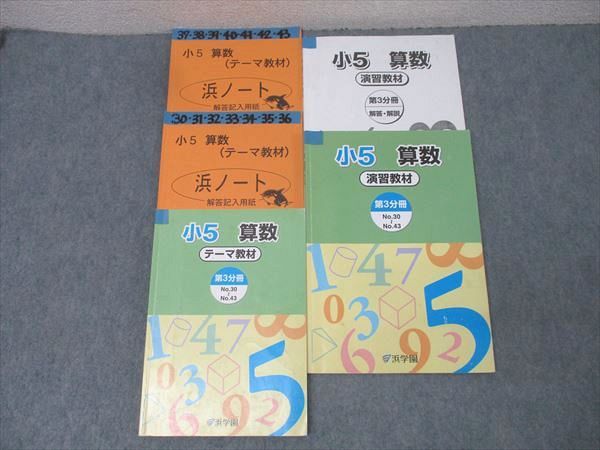 37・38・39・40・41・42・43
小5 算数
(テーマ教材)
浜ノート
解答記入用紙
30・31・32・33・34・35・36
小5 算数
(テーマ教材)
浜ノート
解答記入用紙
小5 算数
テーマ教材
第3分冊
No.30
〜
No.43
1 0 4 7 8
3
6 9 2 5
浜学園
小5 算数
演習教材
第3分冊
解答・解説
小5 算数
演習教材
第3分冊
No.30
〜
No.43
1 0 4 7 8
3
6 9 2 5
浜学園